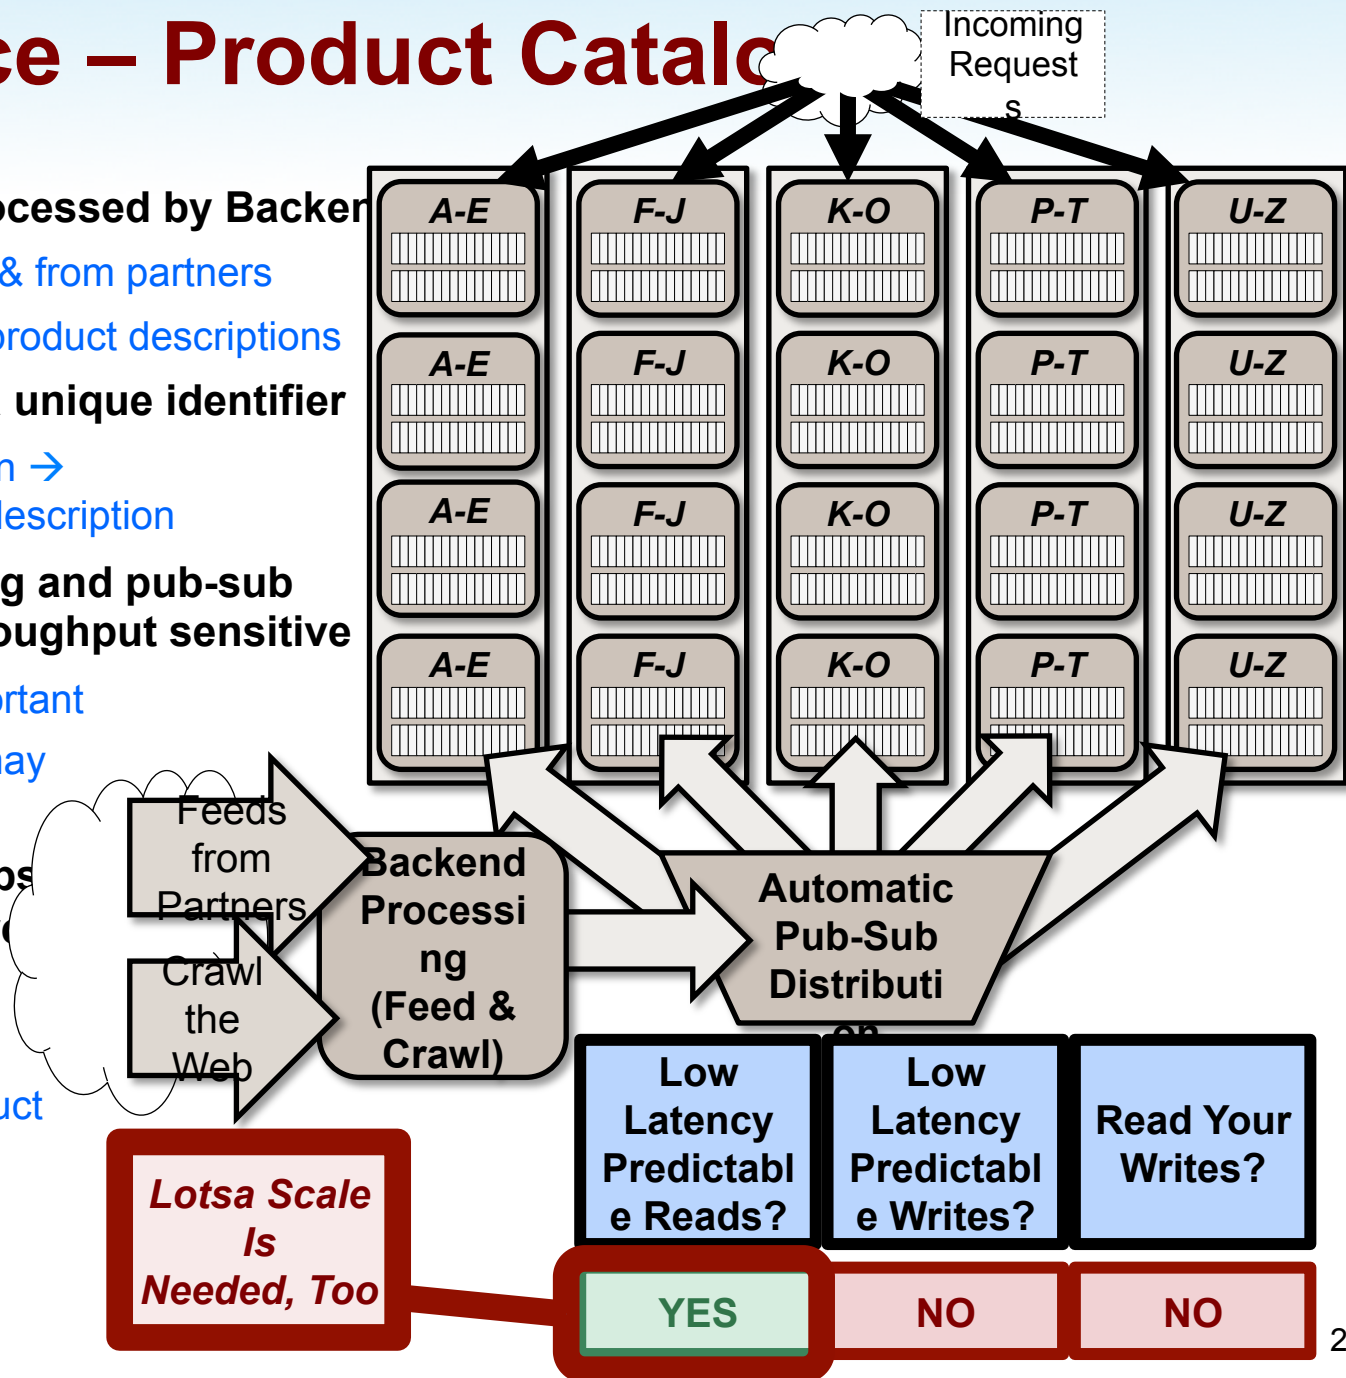 ce – Product Catalo
Incoming
Request
s
ocessed by Backen
& from partners
product descriptions
unique identifier
n →
description
g and pub-sub
oughput sensitive
ortant
may
uct
A-E
F-J
K-O
P-T
U-Z
A-E
F-J
K-O
P-T
U-Z
A-E
F-J
K-O
P-T
U-Z
A-E
F-J
K-O
P-T
U-Z
Feeds
from
Partners
Crawl
the
Web
Backend
Processi
ng
(Feed &
Crawl)
Automatic
Pub-Sub
Distributi
on
Low
Latency
Predictabl
e Reads?
Low
Latency
Predictabl
e Writes?
Read Your
Writes?
Lotsa Scale
Is
Needed, Too
YES
NO
NO
2